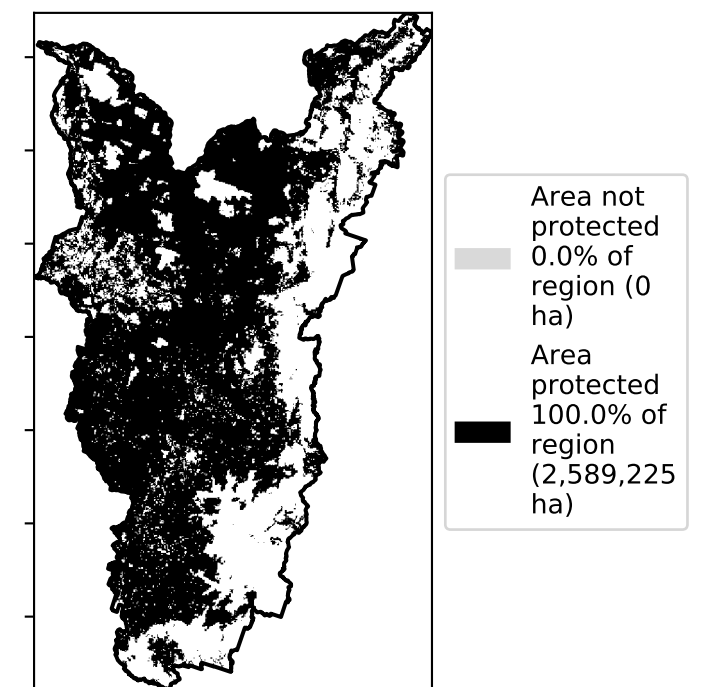 Area not
protected
0.0% of
region (0
ha)
Area
protected
100.0% of
region
(2,589,225
ha)